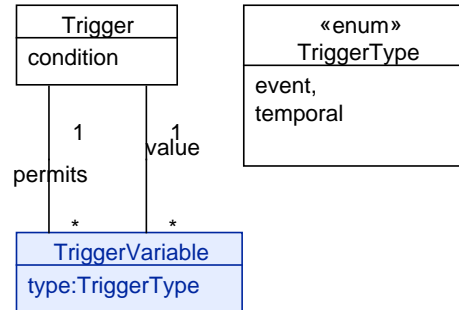 Trigger
condition
«enum»
TriggerType
event,
temporal
1
1
value
permits
*
*
TriggerVariable
type:TriggerType